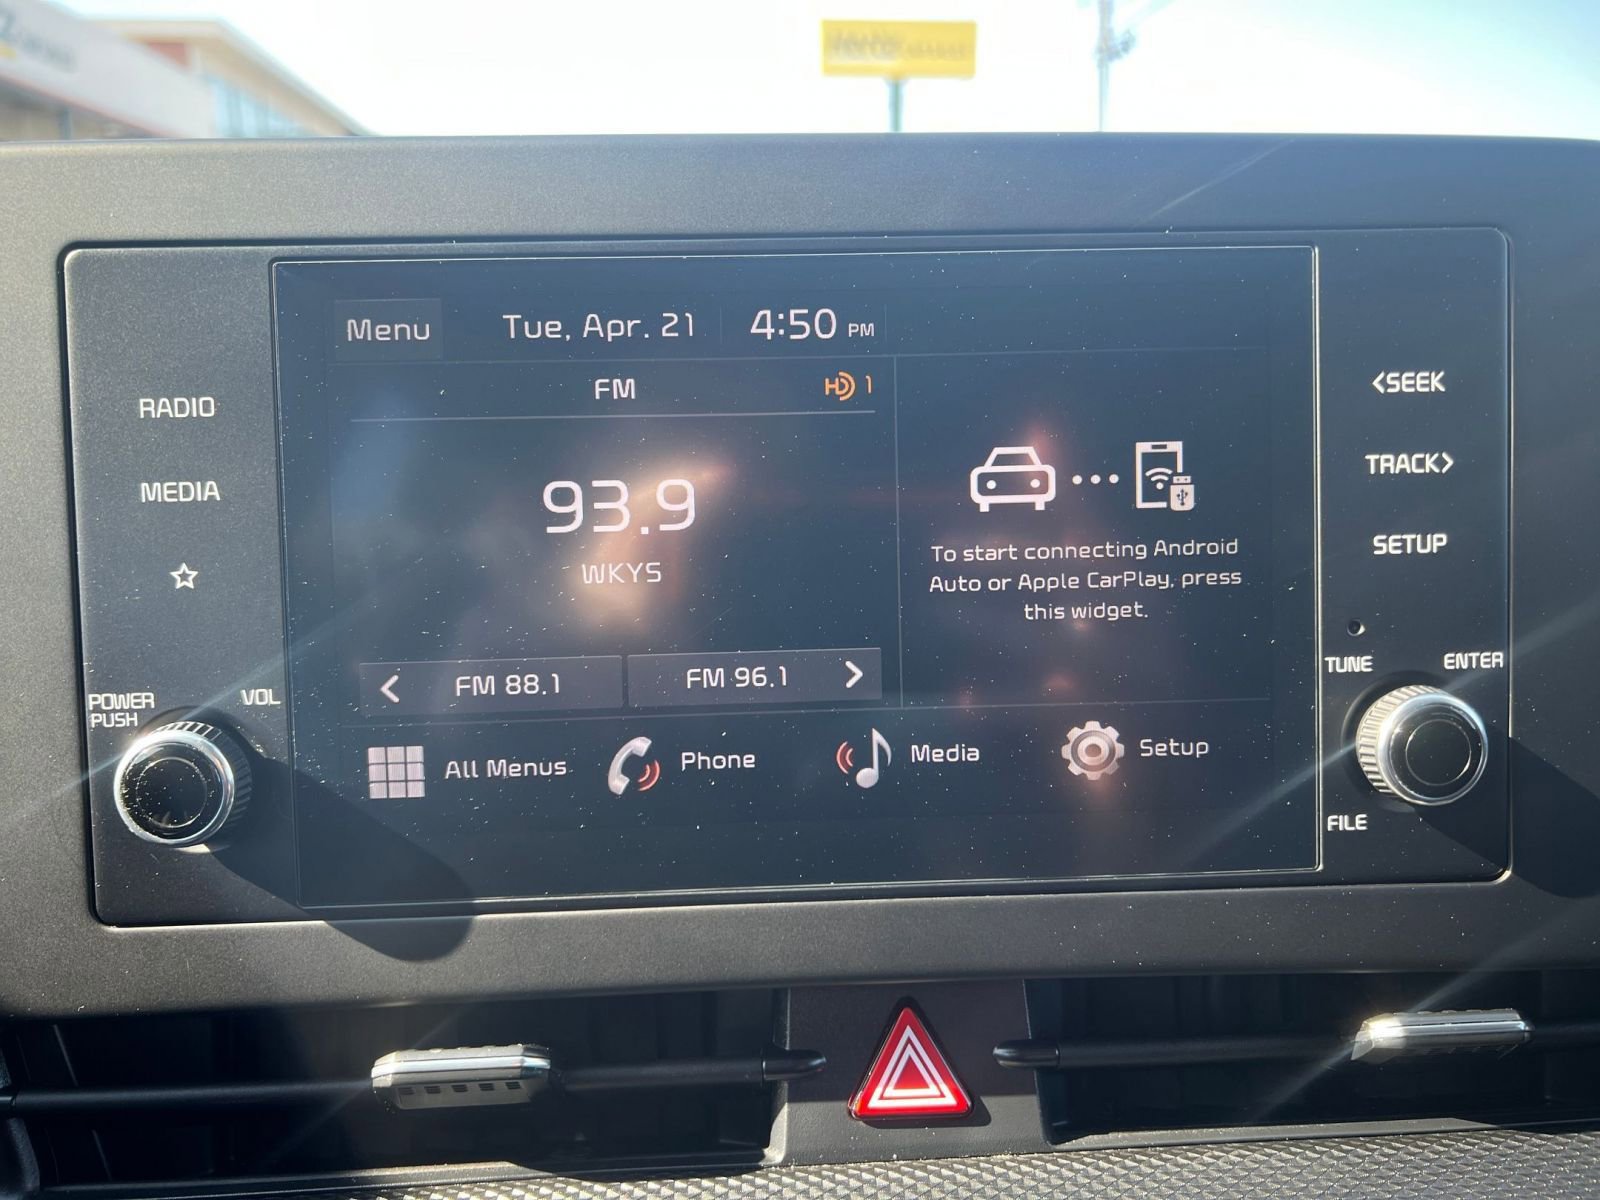 Menu Tue, Apr. 21 4:50 PM
FM HD 1
93.9
WKYS
FM 88.1 FM 96.1
To start connecting Android
Auto or Apple CarPlay, press
this widget.
All Menus Phone Media Setup
RADIO
MEDIA
POWER
PUSH
VOL
<SEEK
TRACK>
SETUP
TUNE
ENTER
FILE